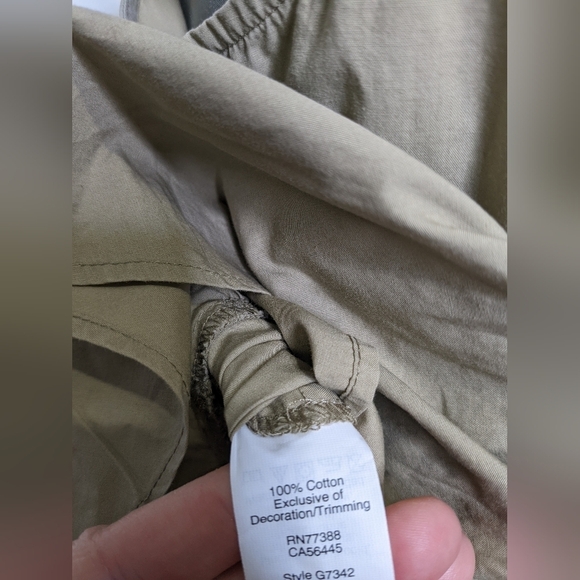 100% Cotton
Exclusive of
Decoration/Trimming
RN77388
CA56445
Style G7342